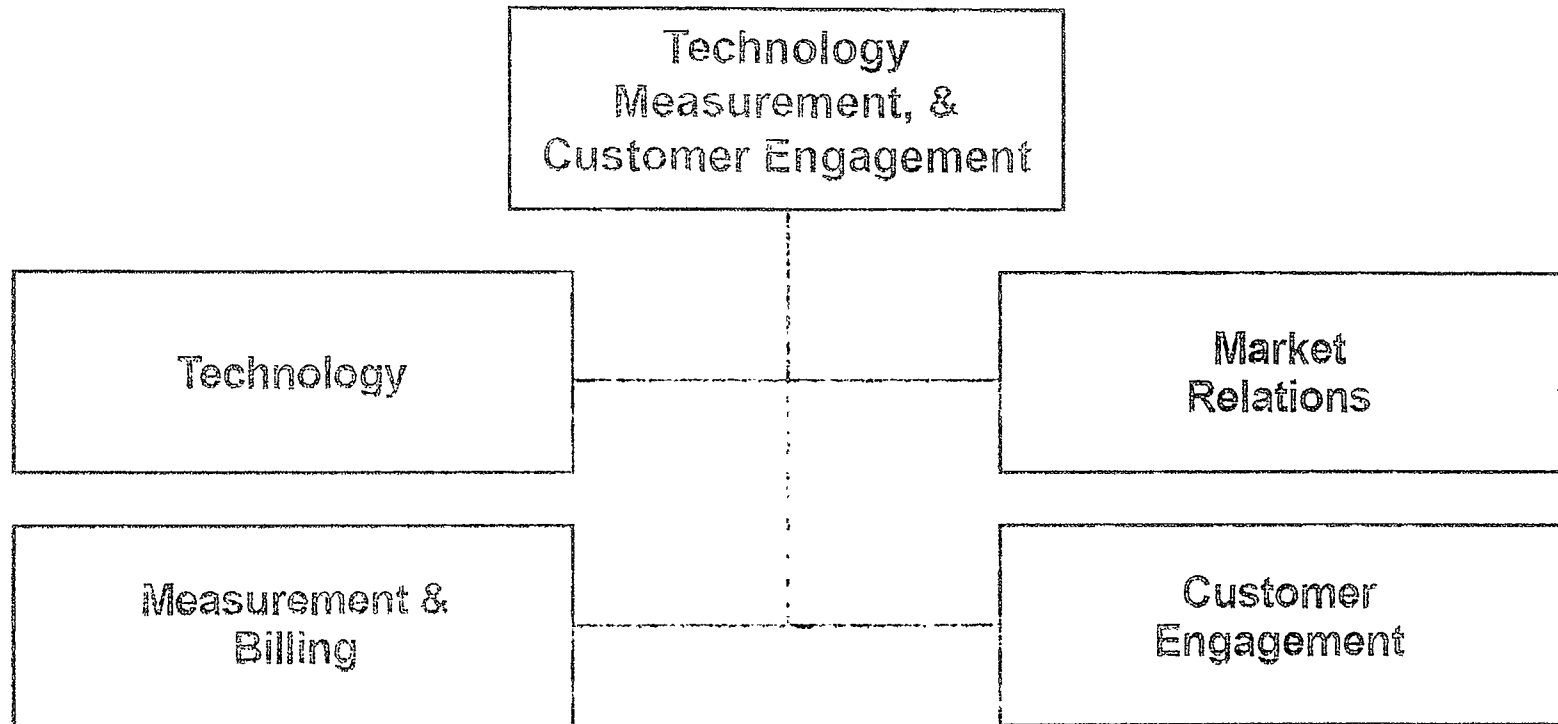 Technology
Measurement, &
Customer Engagement
Technology
Market
Relations
Measurement &
Billing
Customer
Engagement